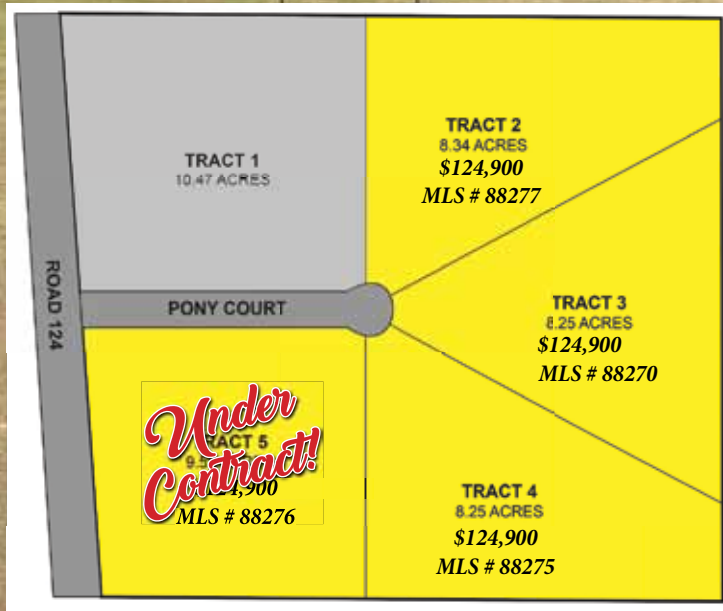 TRACT 1
10.47 ACRES
TRACT 2
8.34 ACRES
$124,900
MLS # 88277
ROAD 124
PONY COURT
TRACT 3
8.25 ACRES
$124,900
MLS # 88270
Under
Contract!
5
MLS # 88276
TRACT 4
8.25 ACRES
$124,900
MLS # 88275